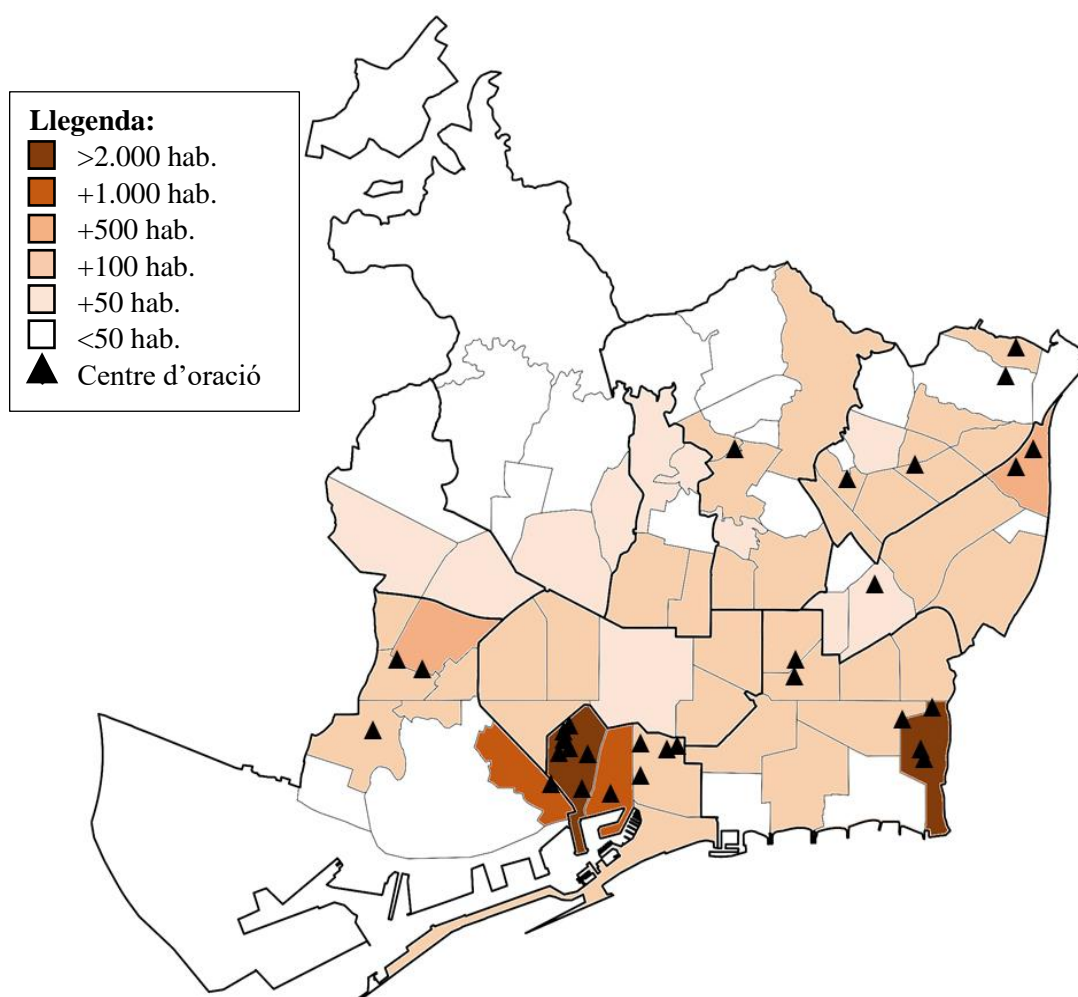 Llegenda:
>2.000 hab.
+1.000 hab.
+500 hab.
+100 hab.
+50 hab.
<50 hab.
Centre d’oració